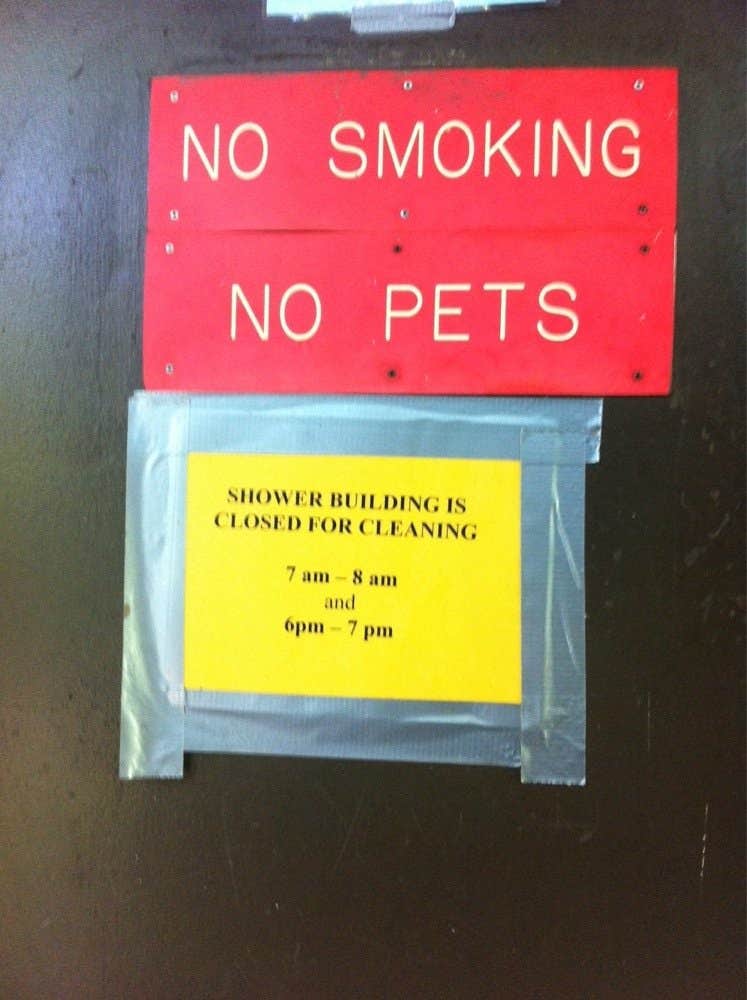 NO SMOKING
NO PETS
SHOWER BUILDING IS
CLOSED FOR CLEANING
7 am – 8 am
and
6pm – 7 pm